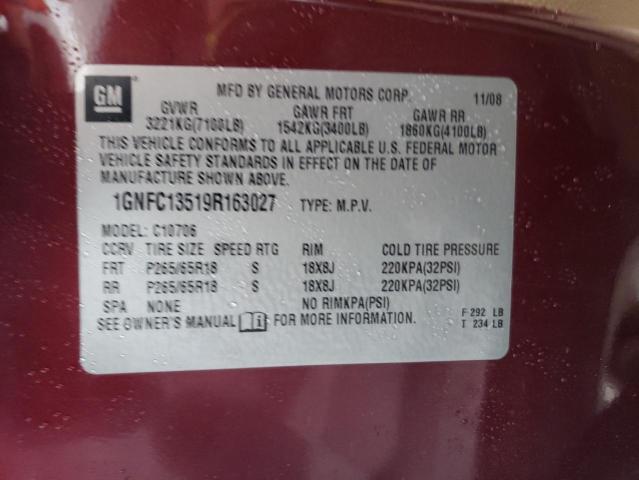 GM MFD BY GENERAL MOTORS CORP. 11/08
GVWR GAWR FRT GAWR RR
3221KG(7100LB) 1542KG(3400LB) 1860KG(4100LB)
THIS VEHICLE CONFORMS TO ALL APPLICABLE U.S. FEDERAL MOTOR
VEHICLE SAFETY STANDARDS IN EFFECT ON THE DATE OF
MANUFACTURE SHOWN ABOVE.
1GNFC13519R163027 TYPE: M.P.V.
MODEL: C10706
CCRV TIRE SIZE SPEED RTG RIM COLD TIRE PRESSURE
FRT P265/65R18 S 18X8J 220KPA(32PSI)
RR P265/65R18 S 18X8J 220KPA(32PSI)
SPA NONE NO RIMKPA(PSI)
SEE OWNER'S MANUAL FOR MORE INFORMATION.
F 292 LB
T 234 LB